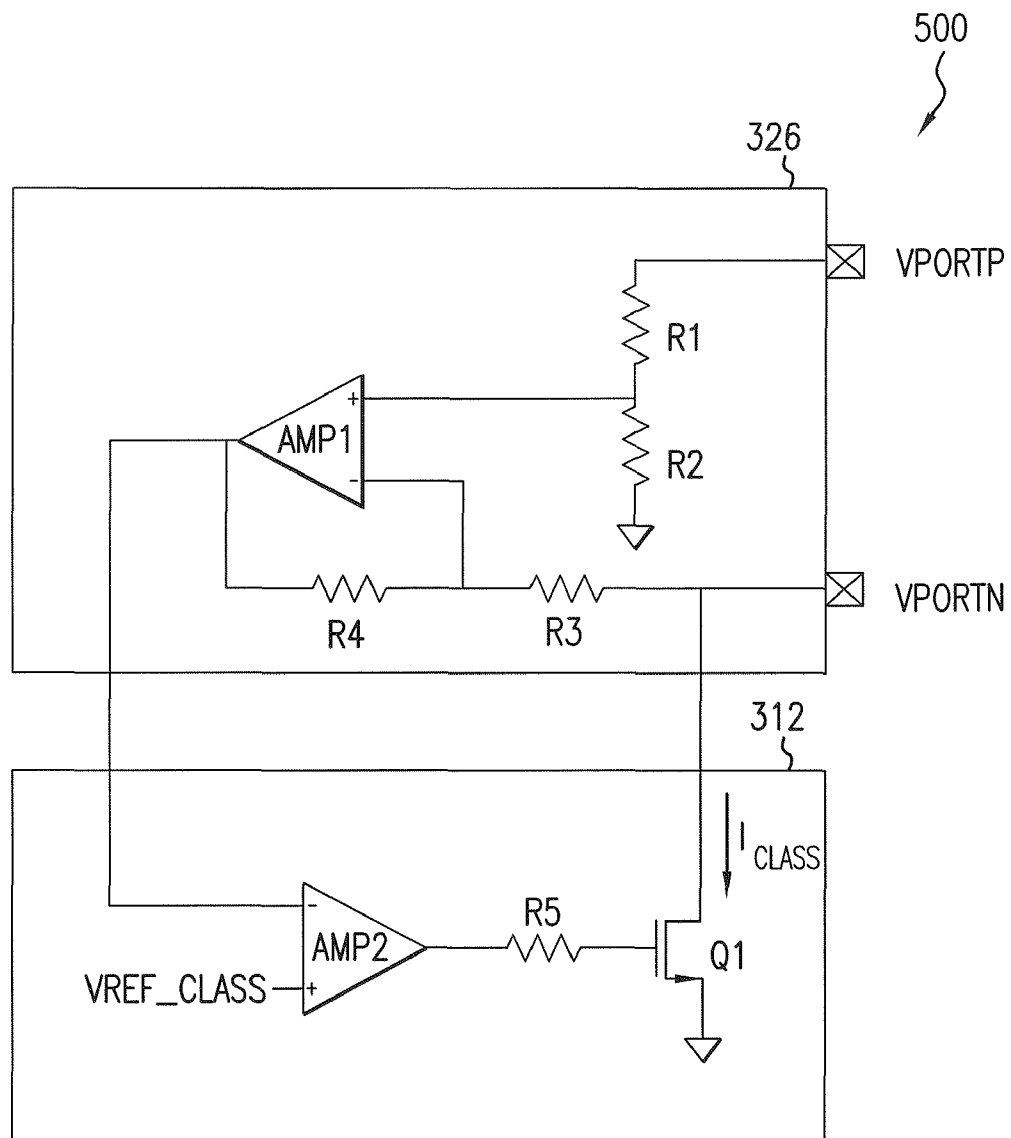 500
326
VPORTP
R1
+
AMP1
R2
-
VPORTN
R4
R3
312
I CLASS
-
R5
AMP2
Q1
VREF_CLASS
+